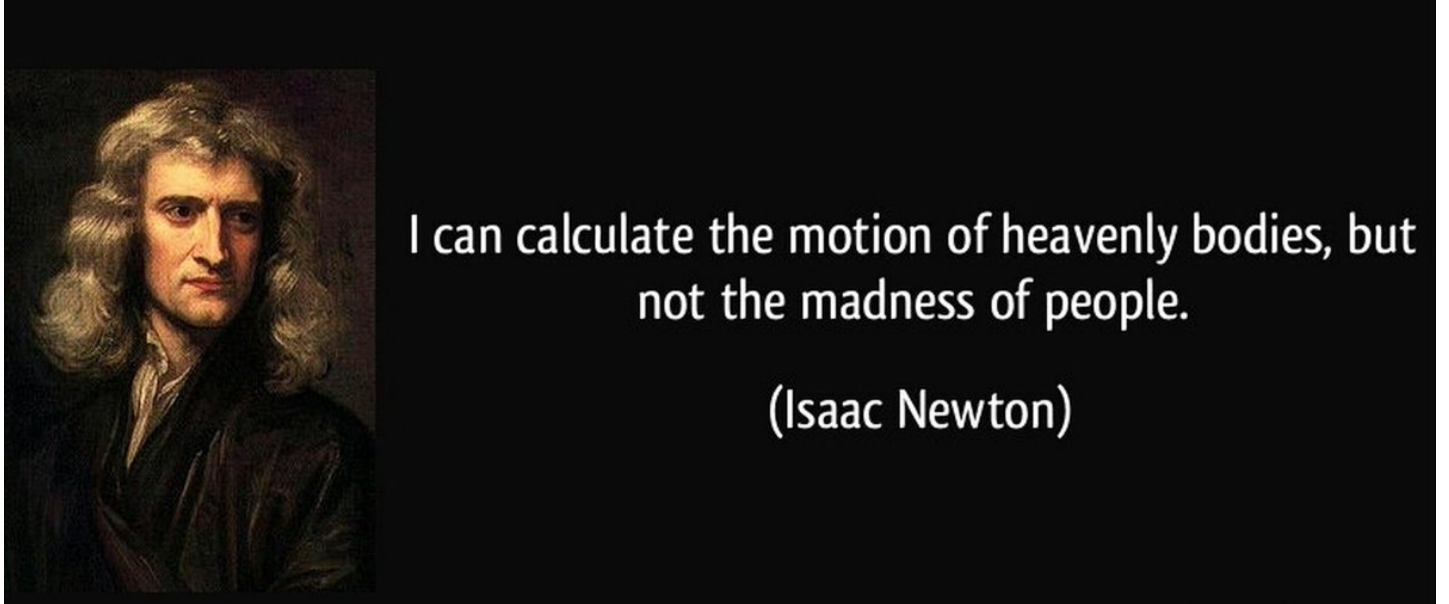 I can calculate the motion of heavenly bodies, but
not the madness of people.
(Isaac Newton)